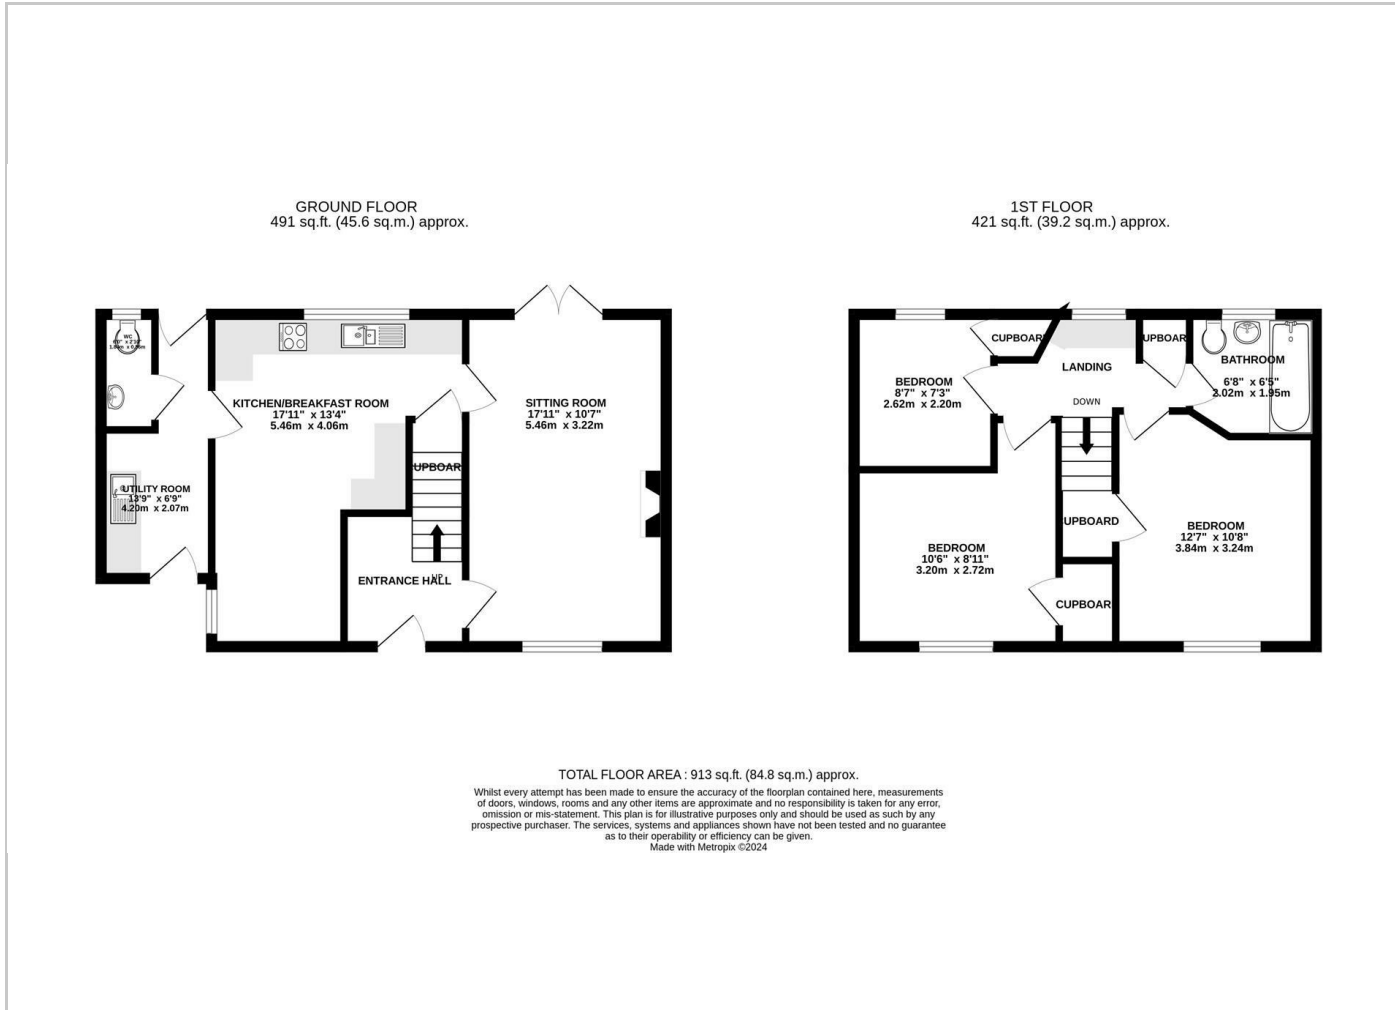 GROUND FLOOR
491 sq.ft. (45.6 sq.m.) approx.
1ST FLOOR
421 sq.ft. (39.2 sq.m.) approx.
WC
KITCHEN/BREAKFAST ROOM
17'11" x 13'4"
5.46m x 4.06m
SITTING ROOM
17'11" x 10'7"
5.46m x 3.22m
UPBOAR
UTILITY ROOM
13'9" x 6'9"
4.20m x 2.07m
ENTRANCE HALL
UP
CUPBOAR
UPBOAR
BATHROOM
6'8" x 6'5"
2.02m x 1.95m
LANDING
BEDROOM
8'7" x 7'3"
2.62m x 2.20m
DOWN
UPBOARD
BEDROOM
12'7" x 10'8"
3.84m x 3.24m
BEDROOM
10'6" x 8'11"
3.20m x 2.72m
CUPBOAR
TOTAL FLOOR AREA : 913 sq.ft. (84.8 sq.m.) approx.
Whilst every attempt has been made to ensure the accuracy of the floorplan contained here, measurements
of doors, windows, rooms and any other items are approximate and no responsibility is taken for any error,
omission or mis-statement. This plan is for illustrative purposes only and should be used as such by any
prospective purchaser. The services, systems and appliances shown have not been tested and no guarantee
as to their operability or efficiency can be given.
Made with Metropix ©2024